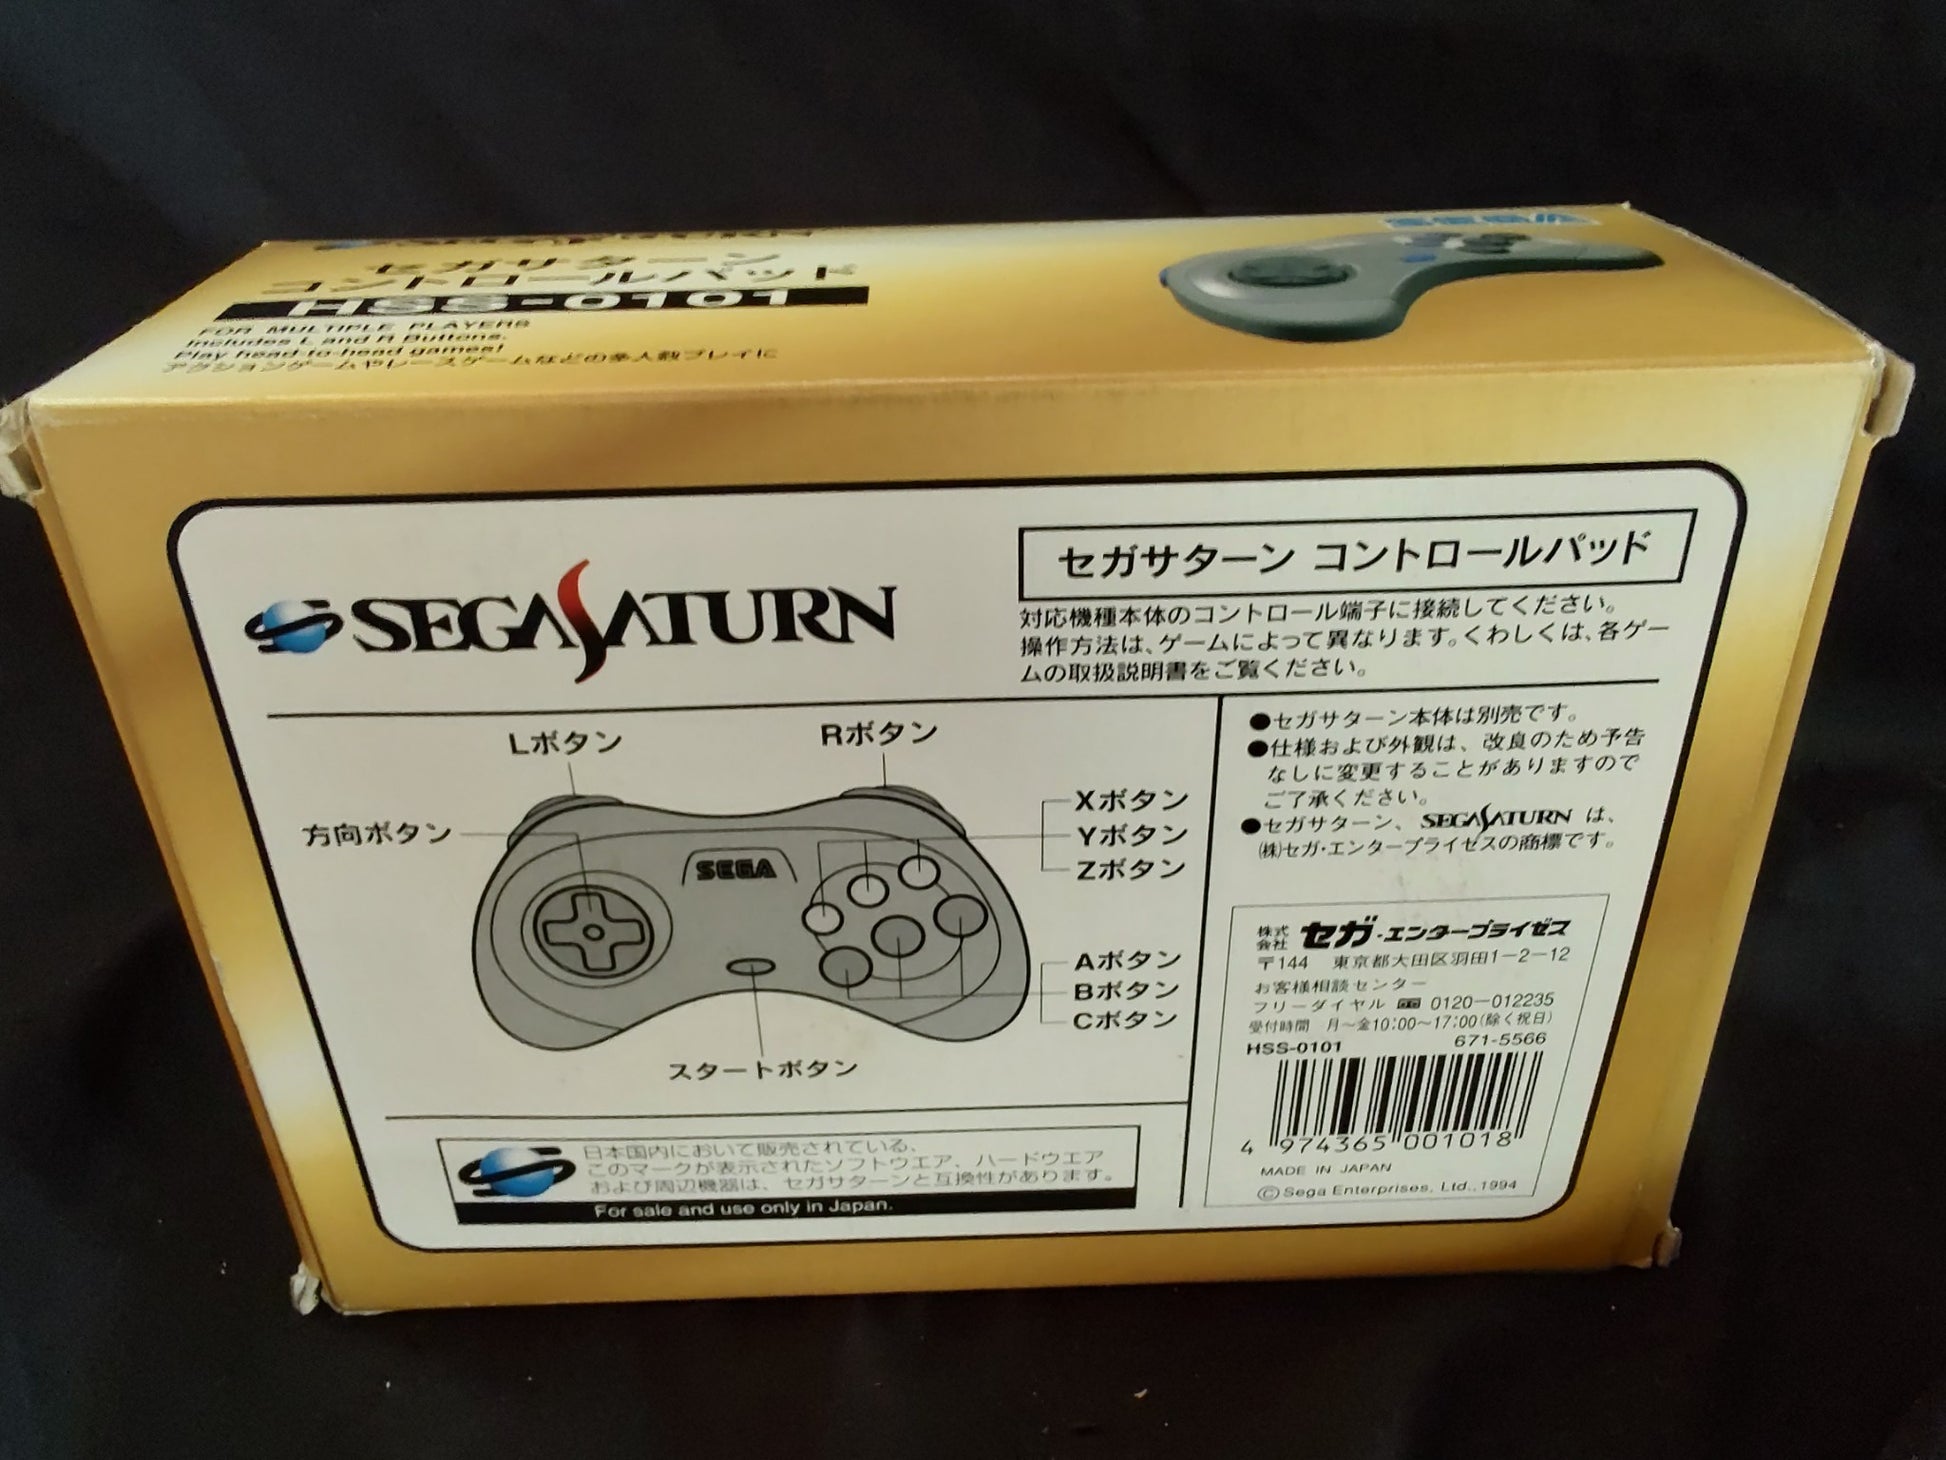 SEGA
SEGA SATURN
セガサターン
コントロールパッド
HSS-0101
FOR MULTIPLE PLAYERS
Includes L and R Buttons.
Play head-to-head games!
アクションゲームやレースゲームなどの多人数プレイに
SEGA SATURN
セガサターン コントロールパッド
対応機種本体のコントロール端子に接続してください。
操作方法は、ゲームによって異なります。くわしくは、各ゲー
ムの取扱説明書をご覧ください。
Lボタン
Rボタン
方向ボタン
SEGA
Xボタン
Yボタン
Zボタン
Aボタン
Bボタン
Cボタン
スタートボタン
●セガサターン本体は別売です。
●仕様および外観は、改良のため予告
なしに変更することがありますので
ご了承ください。
●セガサターン、SEGA SATURN は、
㈱セガ・エンタープライゼスの商標です。
株式会社 セガ・エンタープライゼス
〒144 東京都大田区羽田1-2-12
お客様相談センター
フリーダイヤル 0120-012235
受付時間 月~金10:00~17:00(除く祝日)
HSS-0101 671-5566
4 974365 001018
MADE IN JAPAN
©Sega Enterprises, Ltd.,1994
日本国内において販売されている、
このマークが表示されたソフトウエア、ハードウエア
および周辺機器は、セガサターンと互換性があります。
For sale and use only in Japan.